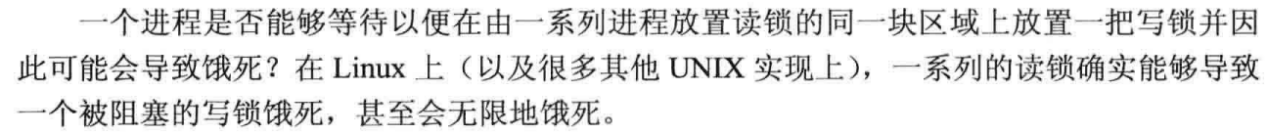 一个进程是否能够等待以便在由一系列进程放置读锁的同一块区域上放置一把写锁并因
此可能会导致饿死？在 Linux 上（以及很多其他 UNIX 实现上），一系列的读锁确实能够导致
一个被阻塞的写锁饿死，甚至会无限地饿死。